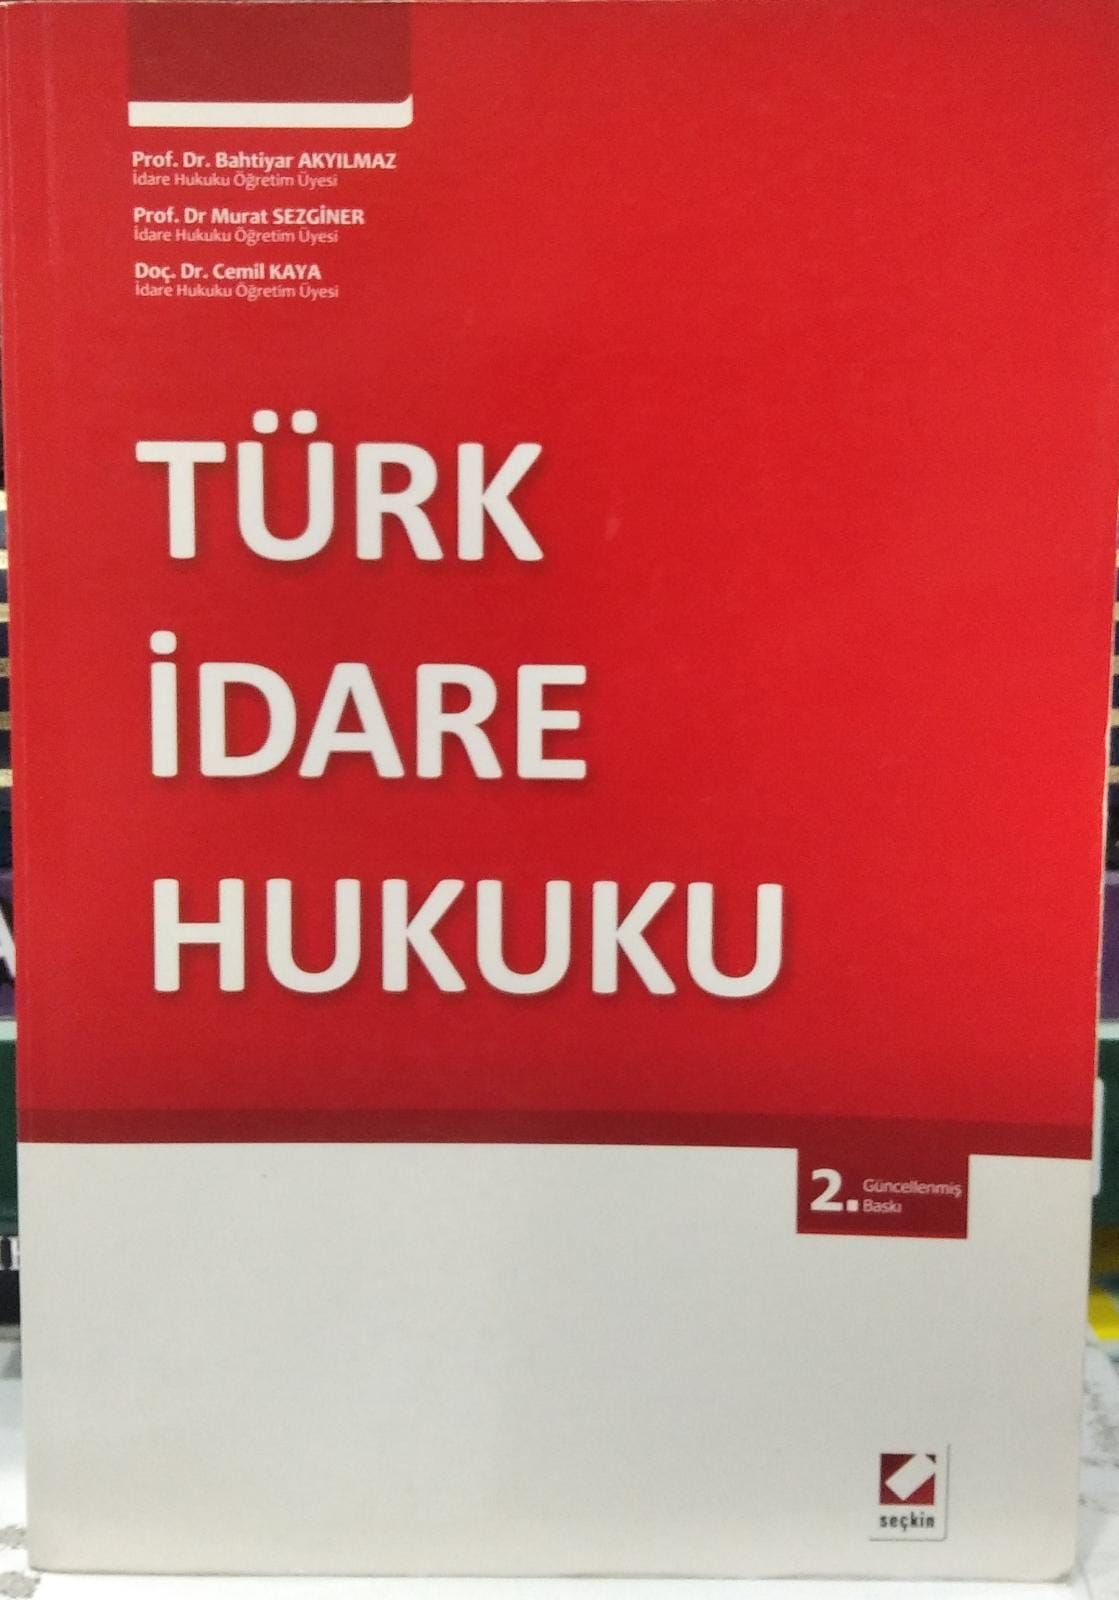 Prof. Dr. Bahtiyar AKYILMAZ
İdare Hukuku Öğretim Üyesi
Prof. Dr Murat SEZGİNER
İdare Hukuku Öğretim Üyesi
Doç. Dr. Cemil KAYA
İdare Hukuku Öğretim Üyesi
TÜRK
İDARE
HUKUKU
2. Güncellenmiş
Baskı
seçkin